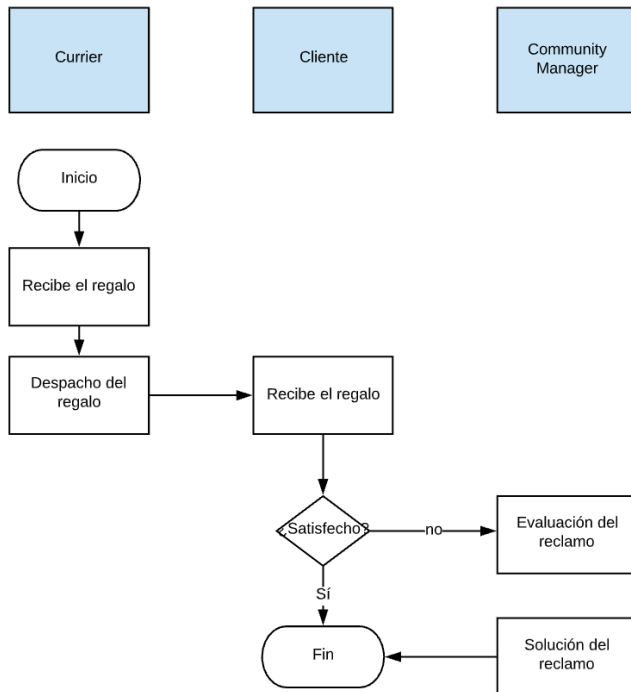 Currier
Cliente
Community
Manager
Inicio
Recibe el regalo
Despacho del
regalo
Recibe el regalo
¿Satisfecho?
no
Evaluación del
reclamo
Sí
Fin
Solución del
reclamo